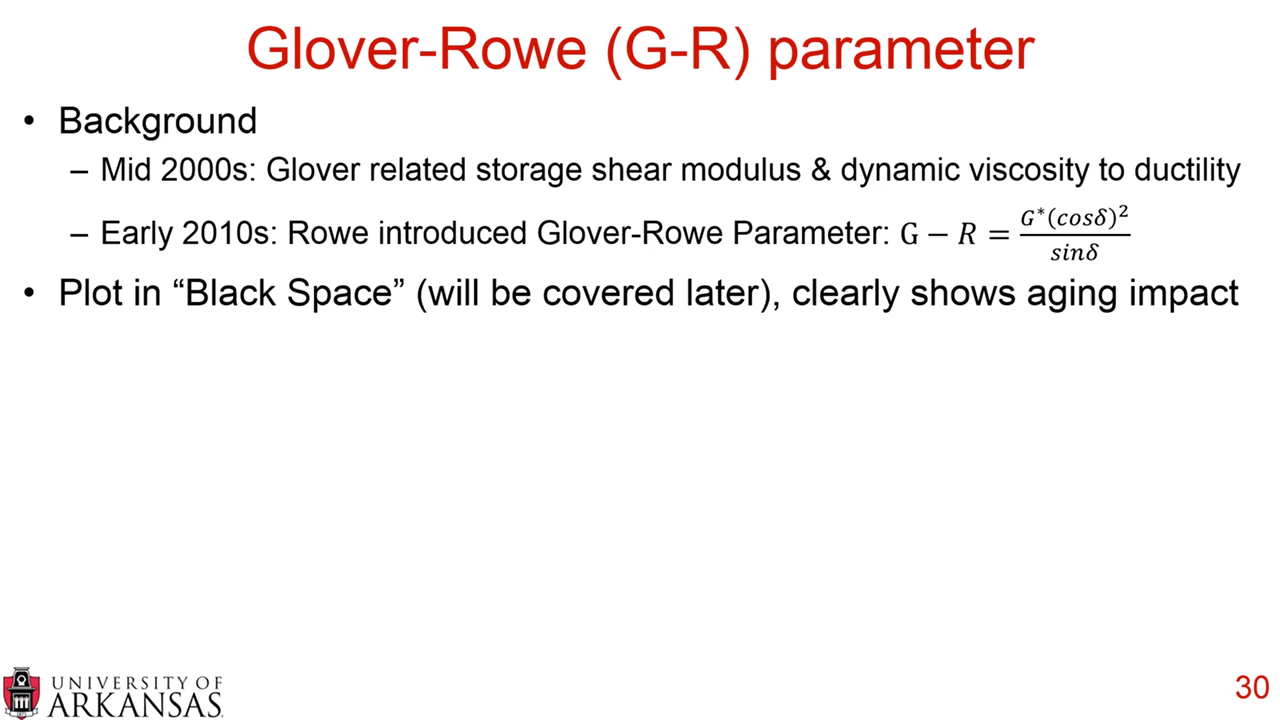 Glover-Rowe (G-R) parameter
• Background
– Mid 2000s: Glover related storage shear modulus & dynamic viscosity to ductility
– Early 2010s: Rowe introduced Glover-Rowe Parameter: G − R = G*(cosδ)²/sinδ
• Plot in “Black Space” (will be covered later), clearly shows aging impact
UNIVERSITY OF
ARKANSAS
30